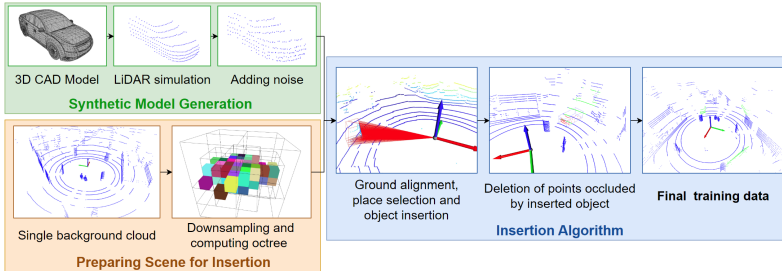 3D CAD Model
LiDAR simulation
Adding noise
Synthetic Model Generation
Single background cloud
Downsampling and
computing octree
Preparing Scene for Insertion
Ground alignment,
place selection and
object insertion
Deletion of points occluded
by inserted object
Final training data
Insertion Algorithm